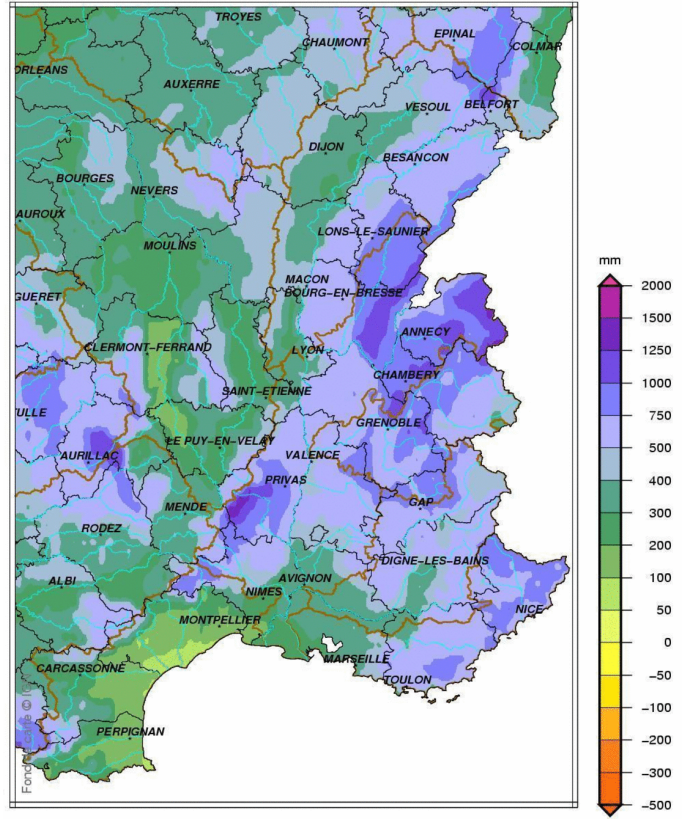 TROYES
EPINAL
CHAUMONT
COLMAR
ORLEANS
AUXERRE
VESOUL
BELFORT
DIJON
BESANCON
BOURGES
NEVERS
AUROUX
LONS-LE-SAUNIER
MOULINS
mm
MACON
2000
BOURG-EN-BRESSE
GUERET
1500
ANNECY
CLERMONT-FERRAND
LYON
1250
CHAMBERY
1000
SAINT-ETIENNE
TULLE
750
GRENOBLE
LE PUY-EN-VELAY
AURILLAC
VALENCE
500
PRIVAS
400
GAP
MENDE
300
RODEZ
200
DIGNE-LES-BAINS
ALBI
AVIGNON
100
NIMES
NICE
50
MONTPELLIER
0
MARSEILLE
CARCASSONNE
-50
TOULON
-100
PERPIGNAN
-200
-300
-500
Fond de carte ©